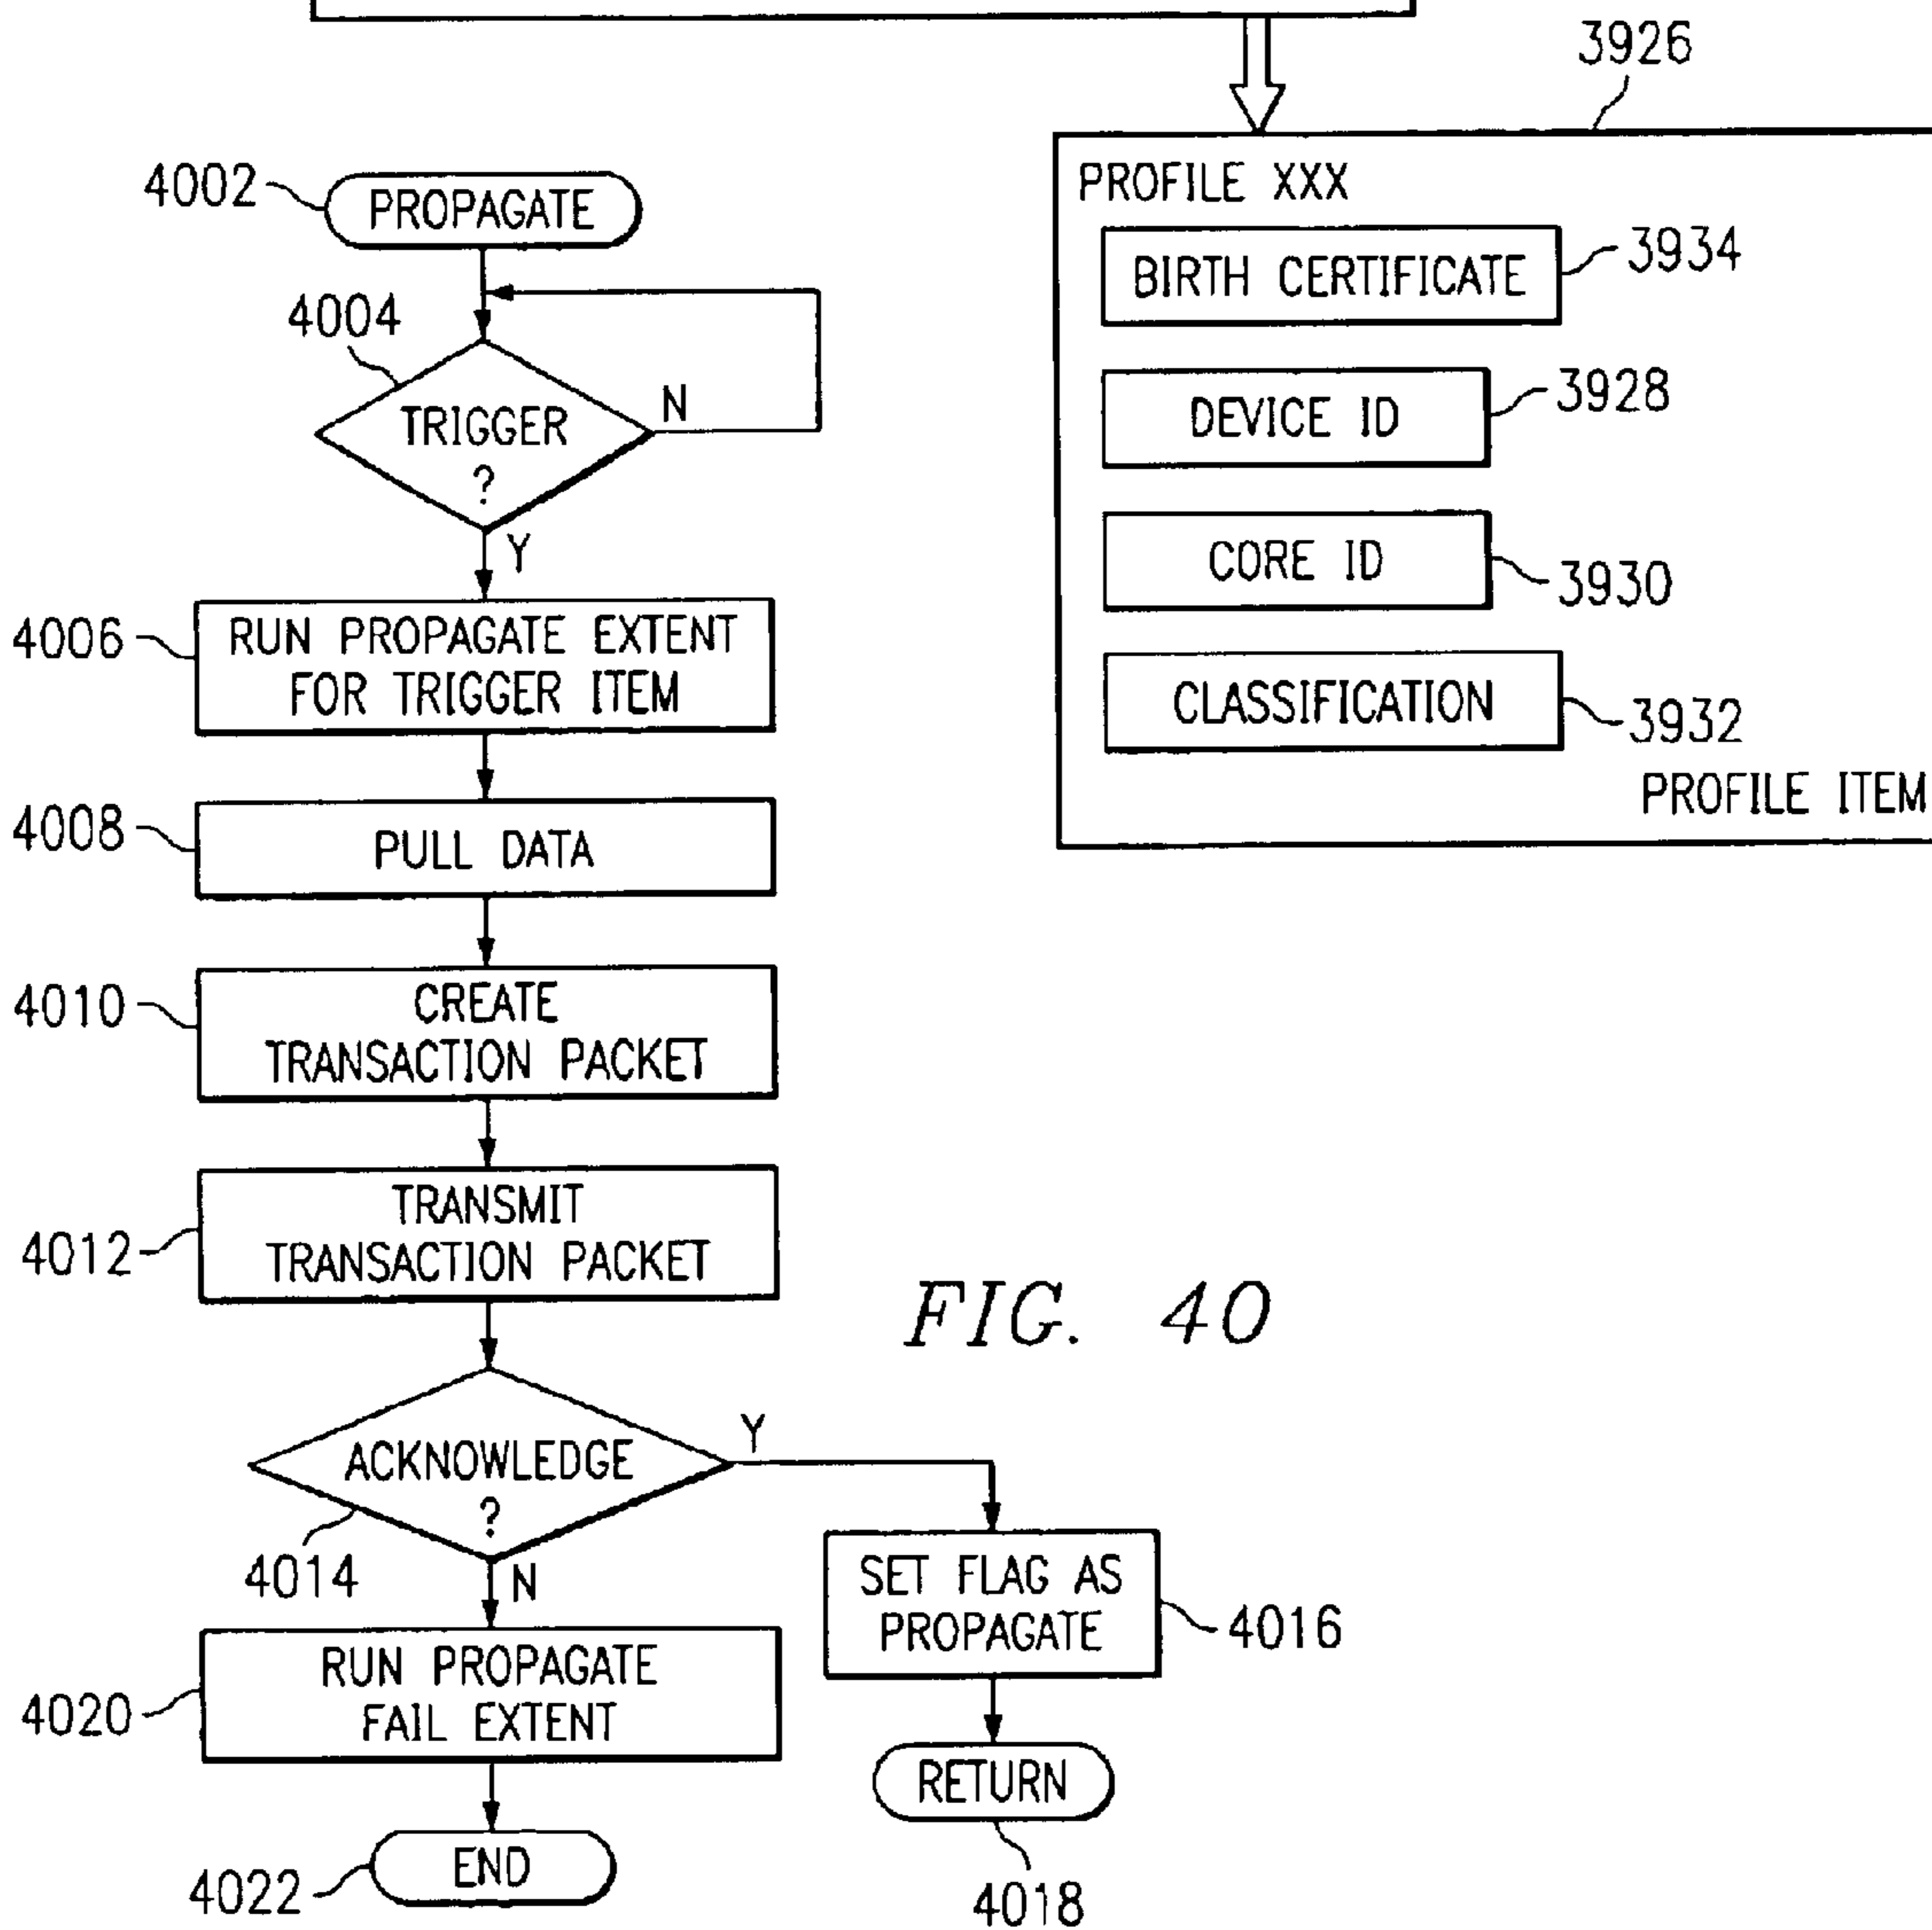 3926
PROFILE XXX
BIRTH CERTIFICATE
3934
DEVICE ID
3928
CORE ID
3930
CLASSIFICATION
3932
PROFILE ITEM
4002
PROPAGATE
4004
TRIGGER
?
N
Y
4006
RUN PROPAGATE EXTENT
FOR TRIGGER ITEM
4008
PULL DATA
4010
CREATE
TRANSACTION PACKET
4012
TRANSMIT
TRANSACTION PACKET
FIG. 40
ACKNOWLEDGE
?
Y
4014
N
SET FLAG AS
PROPAGATE
4016
4020
RUN PROPAGATE
FAIL EXTENT
RETURN
4018
4022
END